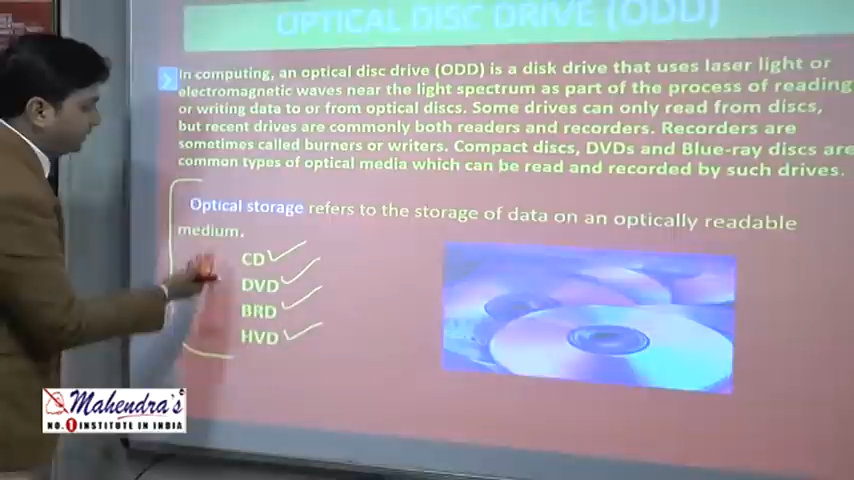 OPTICAL DISC DRIVE (ODD)
In computing, an optical disc drive (ODD) is a disk drive that uses laser light or
electromagnetic waves near the light spectrum as part of the process of reading
or writing data to or from optical discs. Some drives can only read from discs,
but recent drives are commonly both readers and recorders. Recorders are
sometimes called burners or writers. Compact discs, DVDs and Blue-ray discs are
common types of optical media which can be read and recorded by such drives.
Optical storage refers to the storage of data on an optically readable
medium.
CD
DVD
BRD
HVD
Mahendra's
NO. 1 INSTITUTE IN INDIA